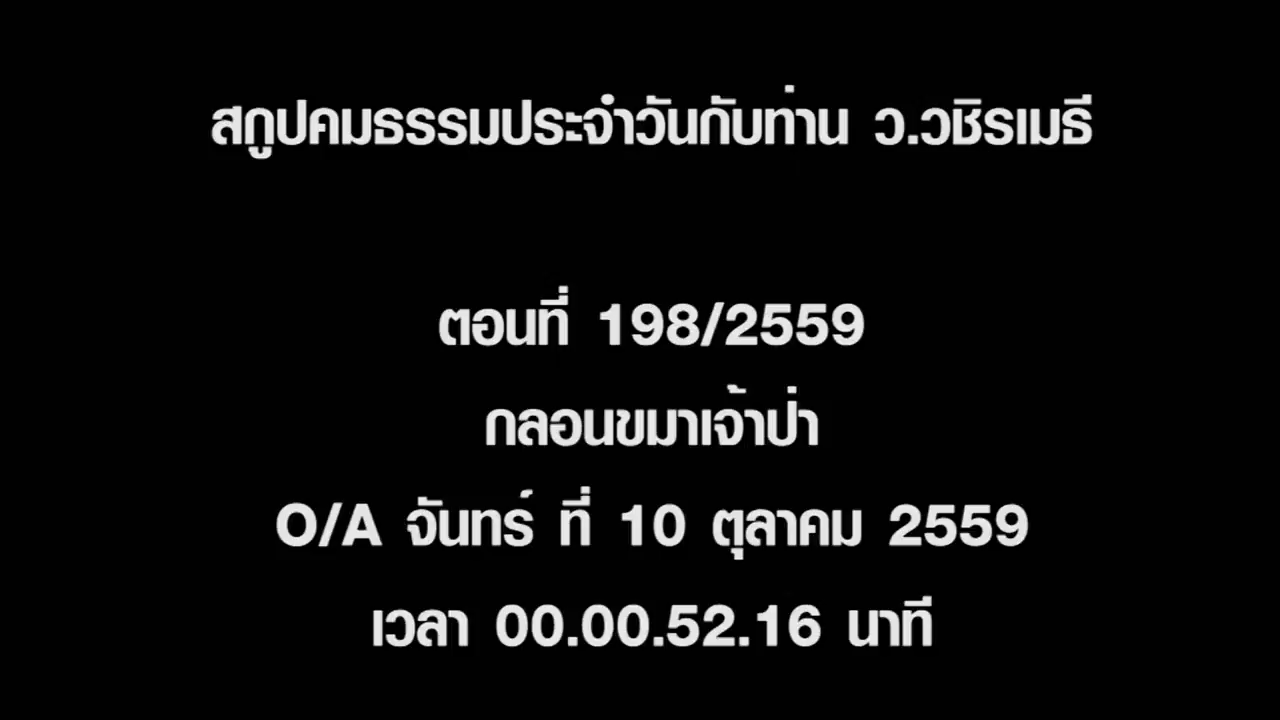 สกูปคมธรรมประจำวันกับท่าน ว.วชิรเมธี
ตอนที่ 198/2559
กลอนขมาเจ้าป่า
O/A จันทร์ ที่ 10 ตุลาคม 2559
เวลา 00.00.52.16 นาที